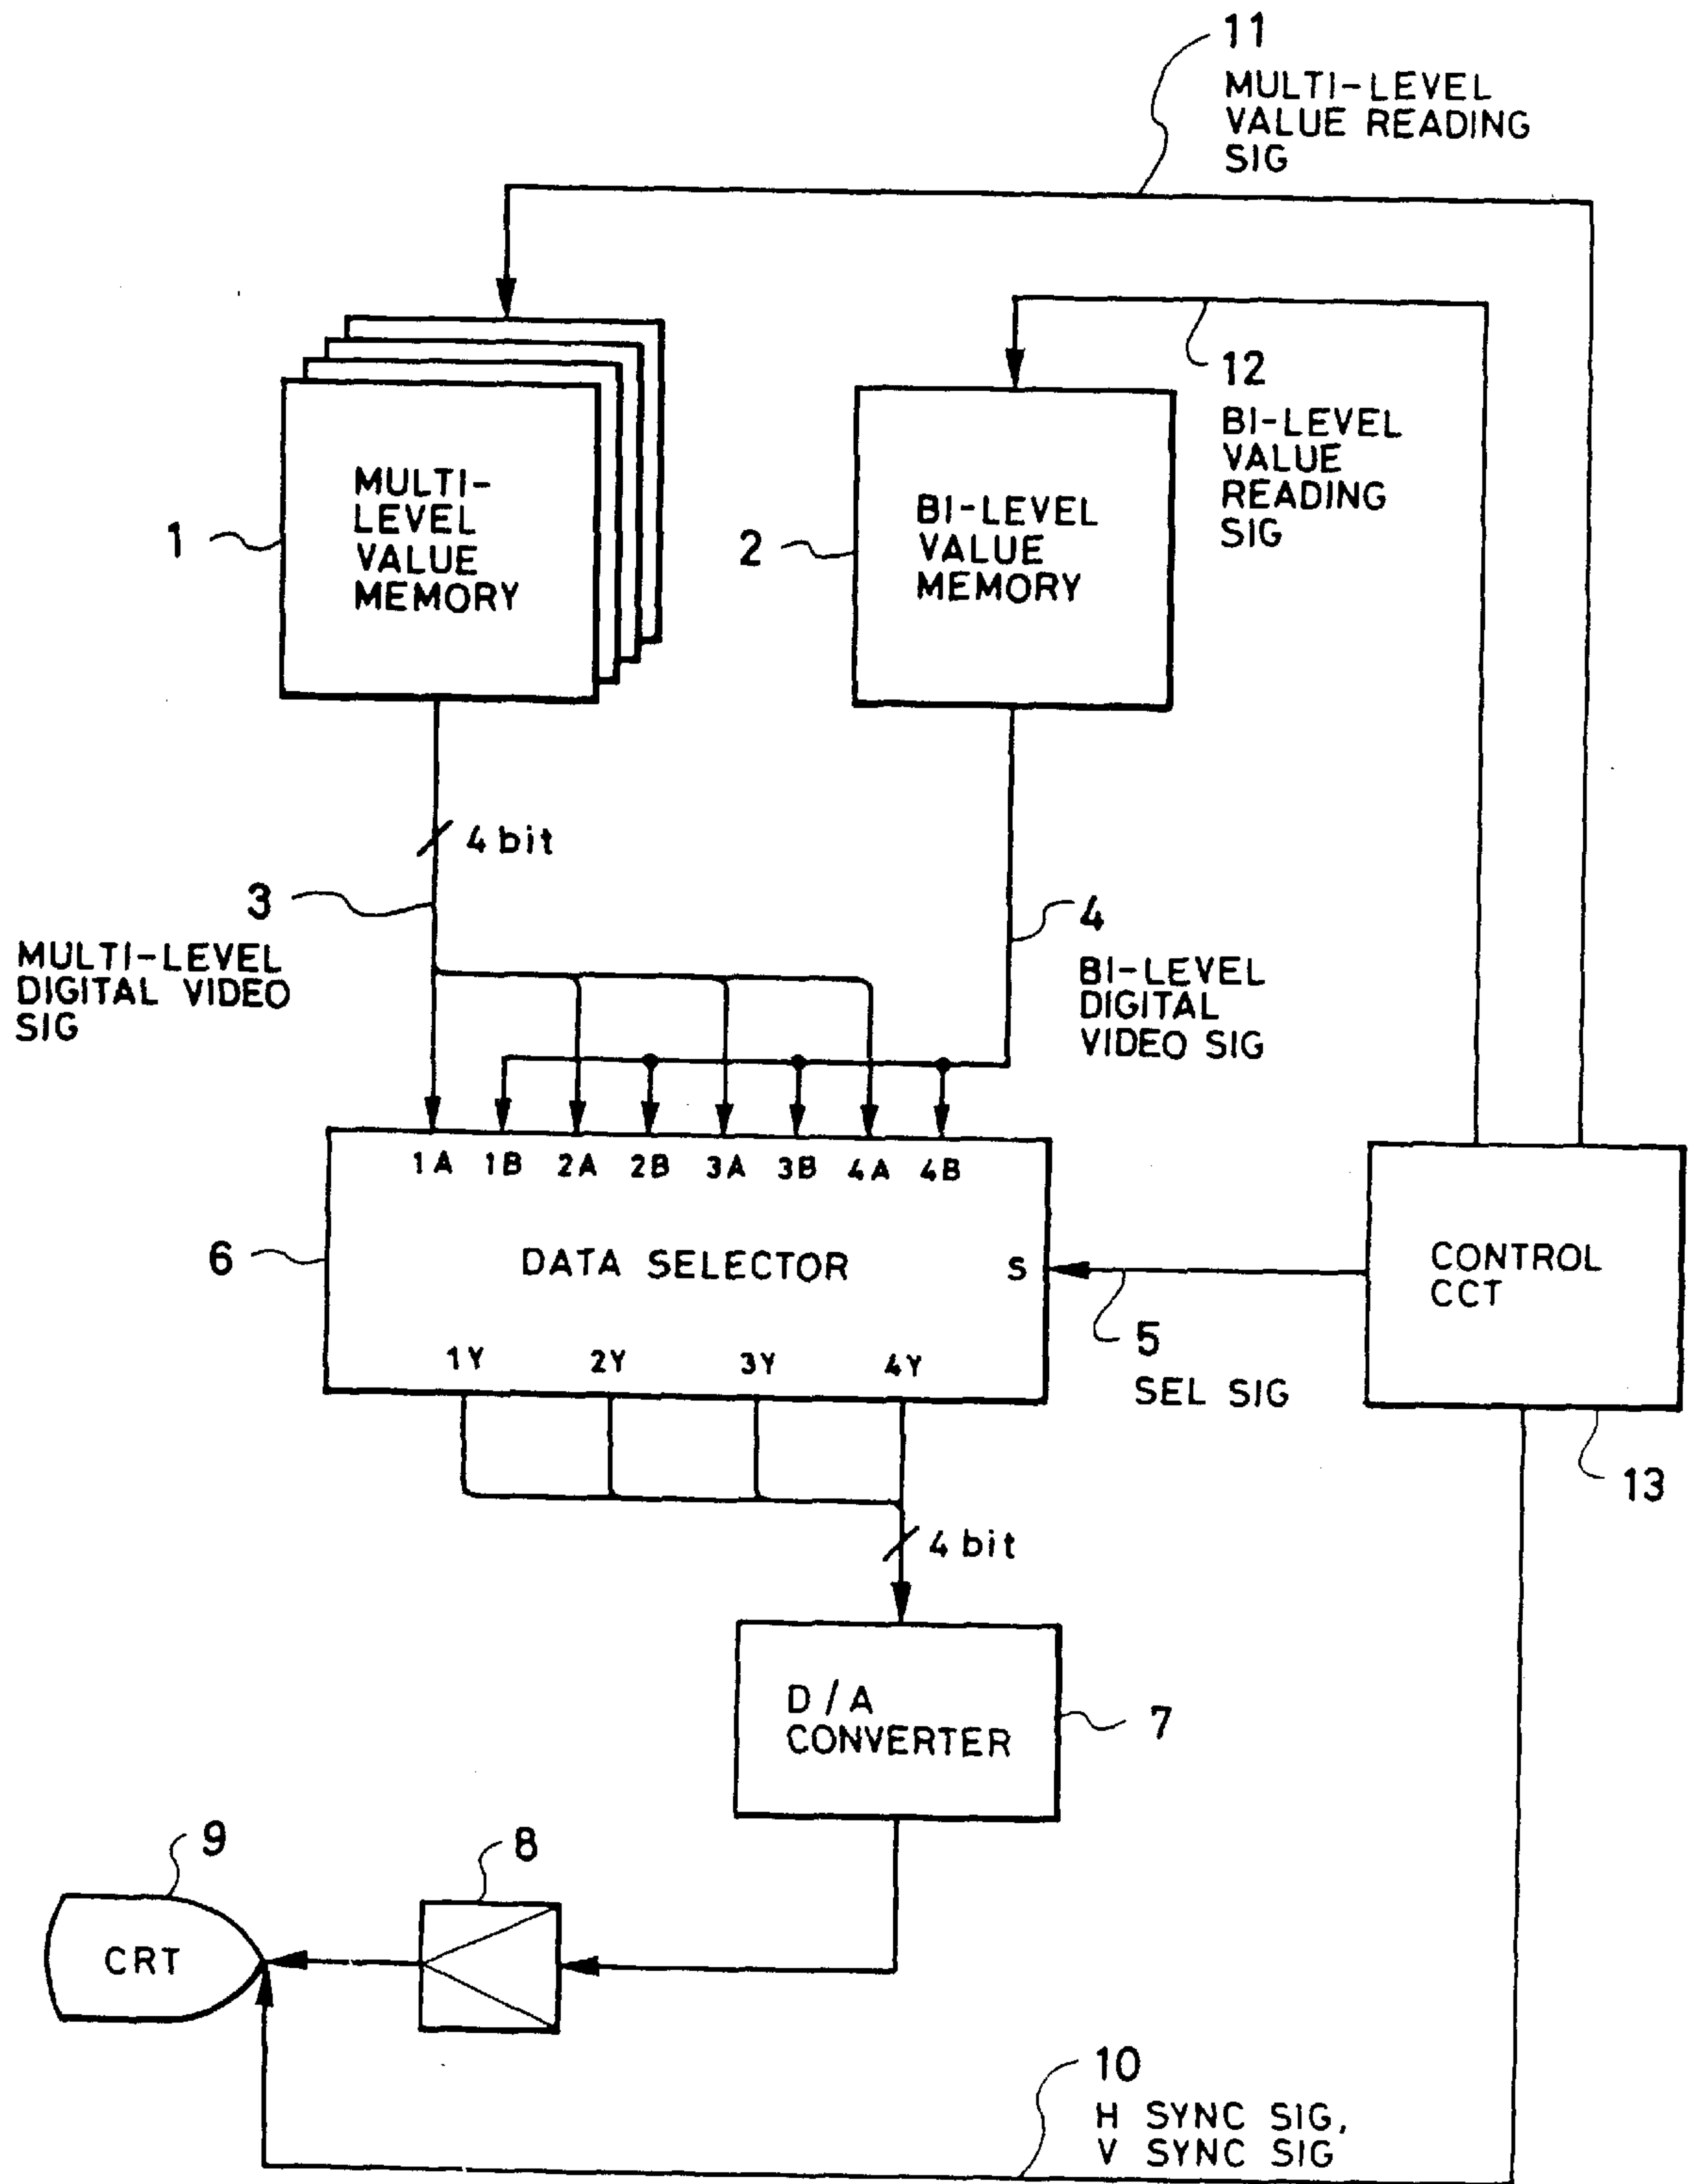 11
MULTI-LEVEL
VALUE READING
SIG
12
BI-LEVEL
VALUE
READING
SIG
1
MULTI-
LEVEL
VALUE
MEMORY
2
BI-LEVEL
VALUE
MEMORY
4 bit
3
MULTI-LEVEL
DIGITAL VIDEO
SIG
4
BI-LEVEL
DIGITAL
VIDEO SIG
1A 1B 2A 2B 3A 3B 4A 4B
6
DATA SELECTOR
S
1Y 2Y 3Y 4Y
5
SEL SIG
CONTROL
CCT
13
4 bit
D/A
CONVERTER
7
8
9
CRT
10
H SYNC SIG,
V SYNC SIG